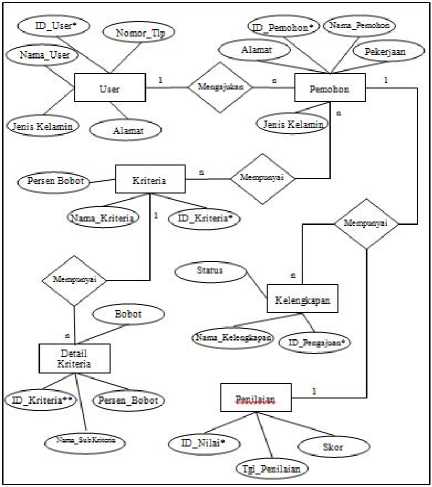 ID_User*
Nomor_Tlp
ID_Pemohon*
Nama_Pemohon
Nama_User
Alamat
Pekerjaan
User
1
Mengajukan
n
Pemohon
1
Jenis Kelamin
Alamat
Jenis Kelamin
n
Persen Bobot
Kriteria
n
Mempunyai
Nama_Kriteria
1
ID_Kriteria*
Mempunyai
Status
n
Mempunyai
Kelengkapan
Bobot
n
Nama_Kelengkapan
ID_Pengajuan*
Detail
Kriteria
ID_Kriteria**
Persen_Bobot
Penilaian
1
Nama_SubKriteria
ID_Nilai*
Skor
Tgl_Penilaian